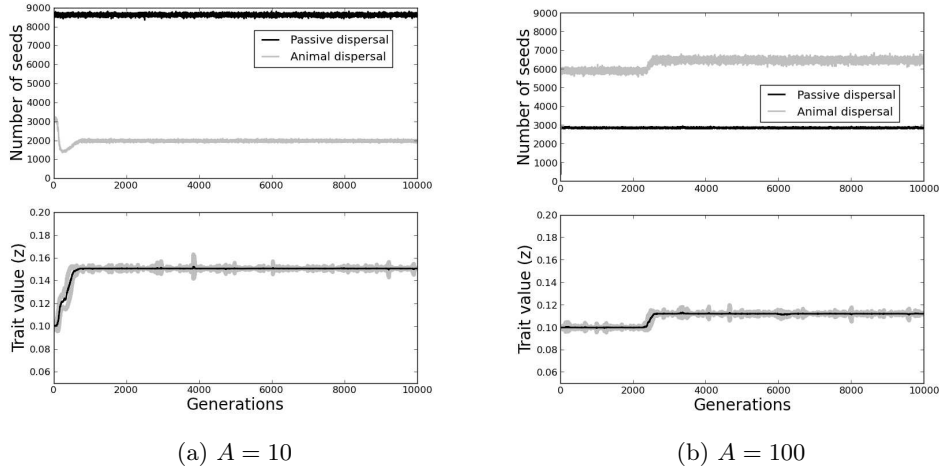 9000
8000
7000
6000
5000
4000
3000
2000
1000
0
Number of seeds
Passive dispersal
Animal dispersal
0 2000 4000 6000 8000 10000
0.20
0.18
0.16
0.14
0.12
0.10
0.08
0.06
Trait value (z)
0 2000 4000 6000 8000 10000
Generations
(a) A = 10
9000
8000
7000
6000
5000
4000
3000
2000
1000
0
Number of seeds
Passive dispersal
Animal dispersal
0 2000 4000 6000 8000 10000
0.20
0.18
0.16
0.14
0.12
0.10
0.08
0.06
Trait value (z)
0 2000 4000 6000 8000 10000
Generations
(b) A = 100